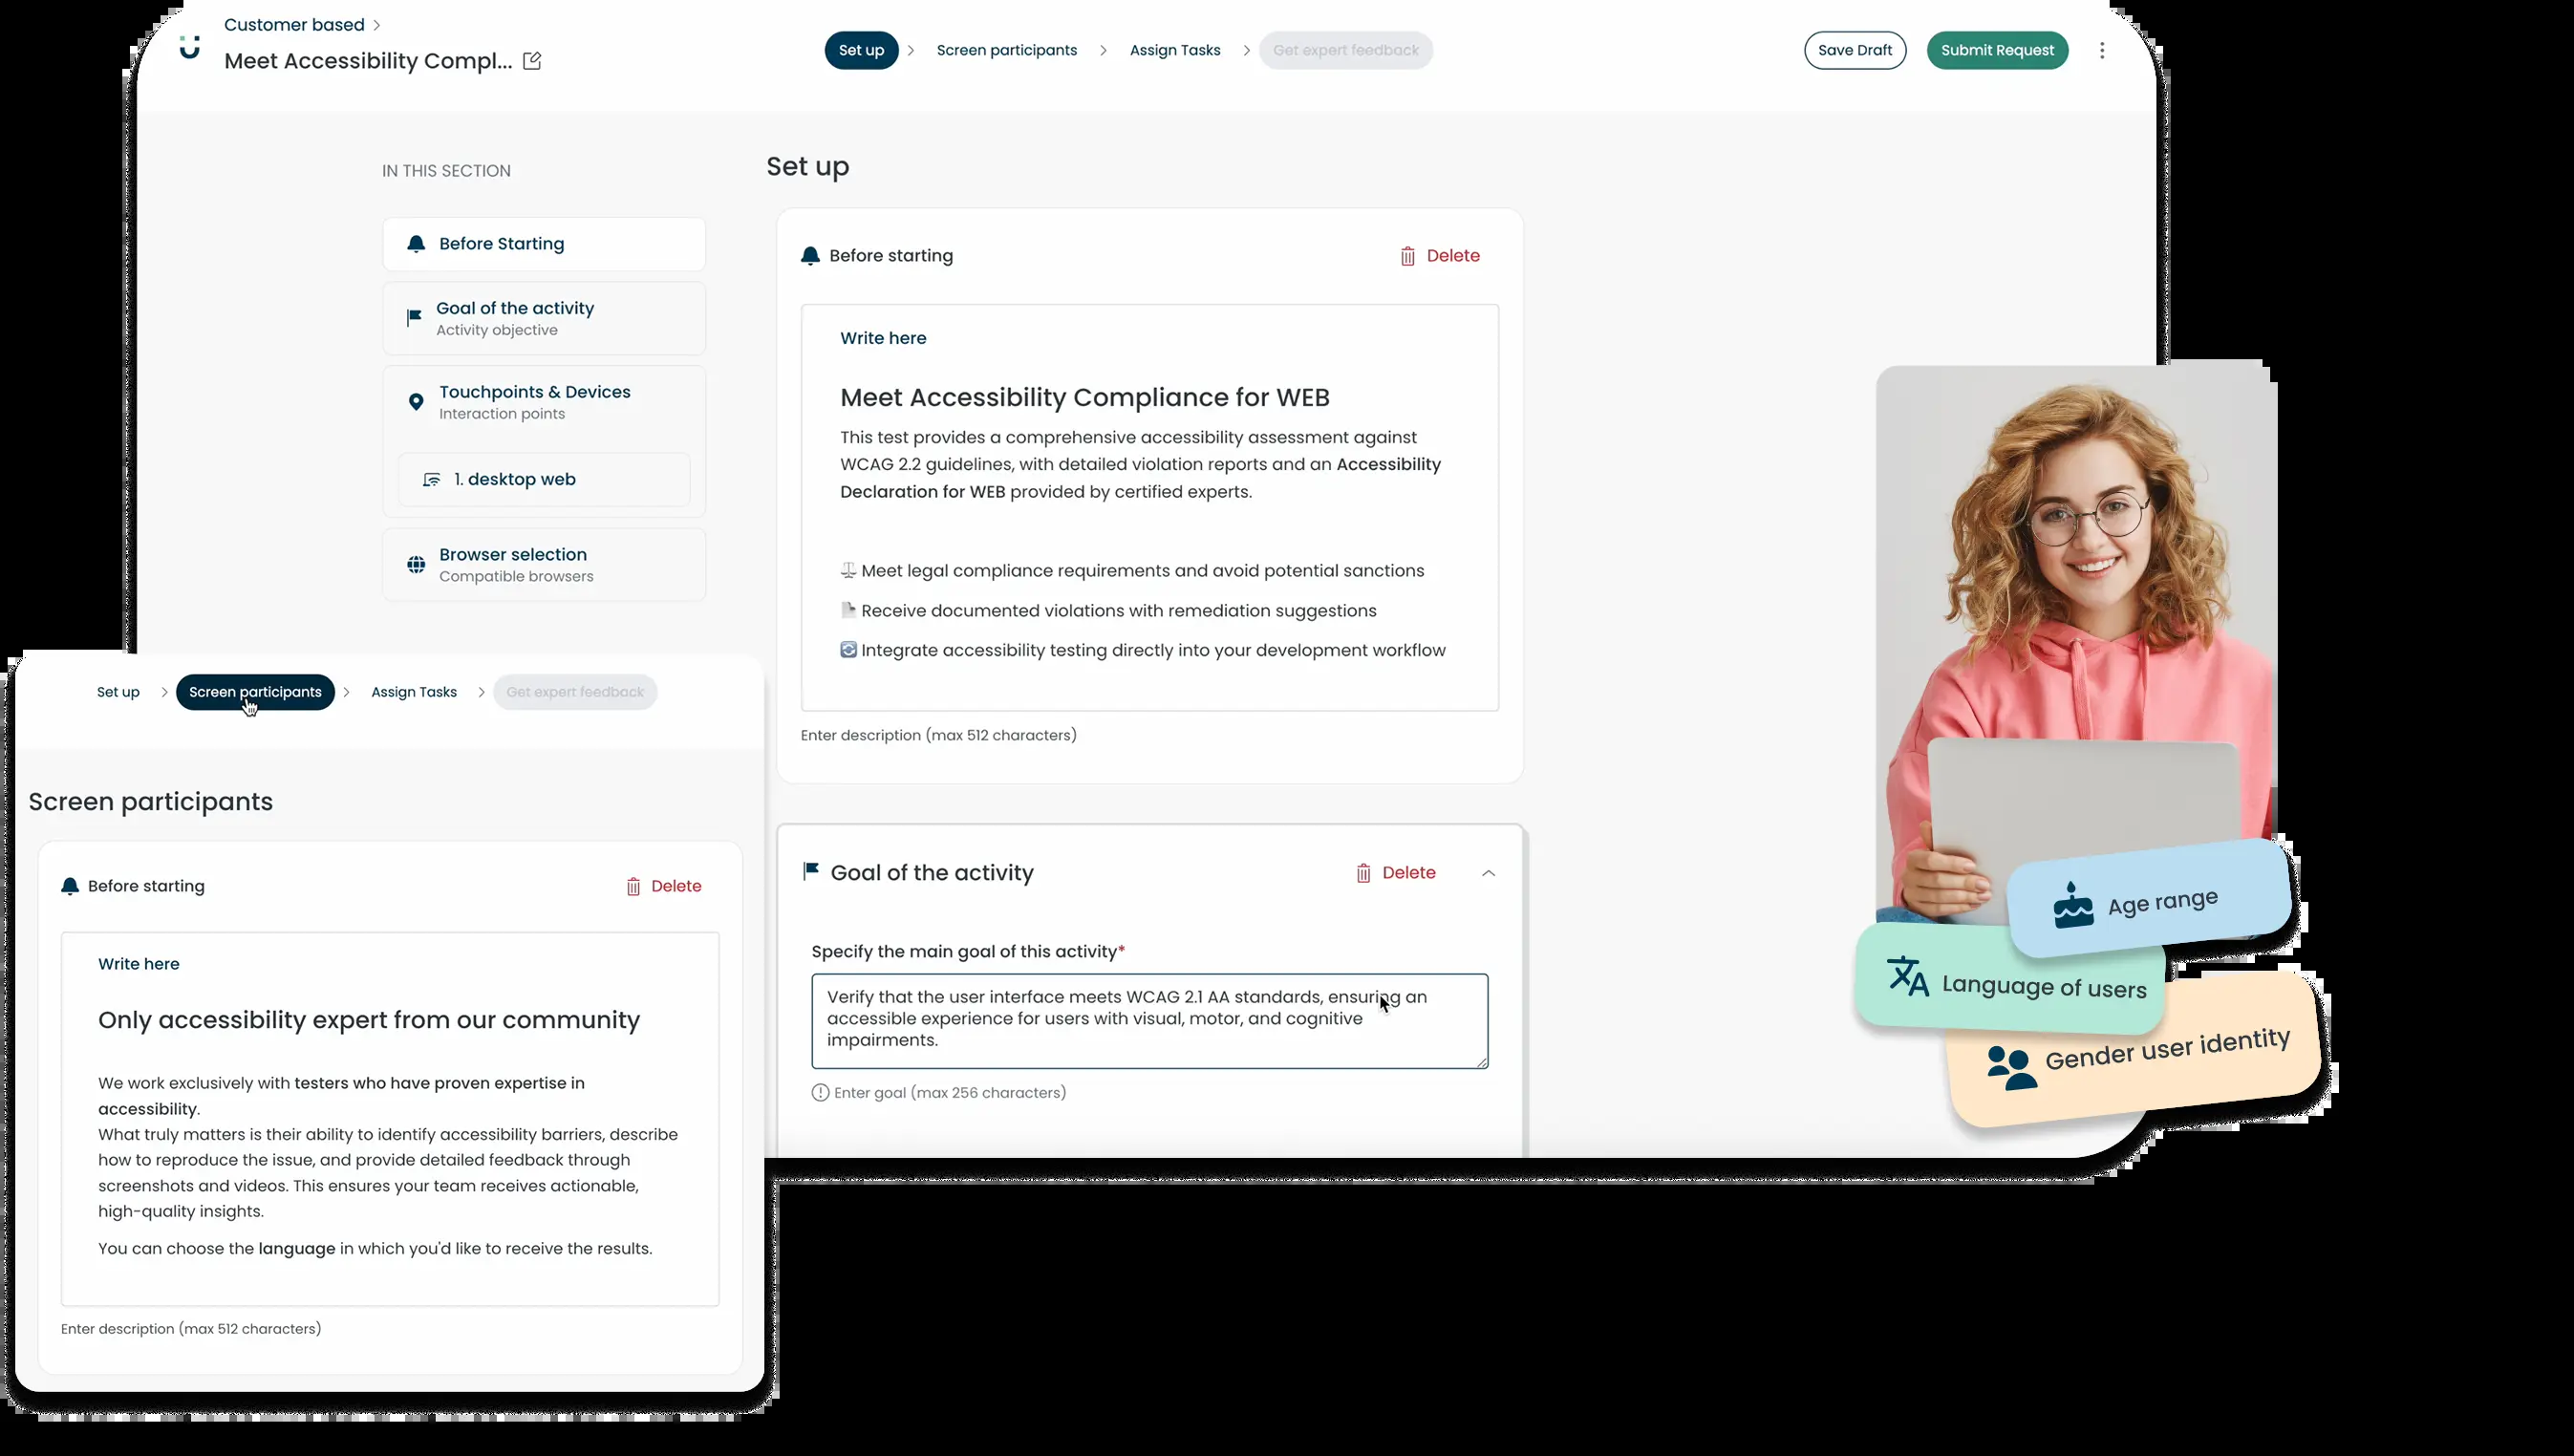 Customer based
Meet Accessibility Compl...
Set up
Screen participants
Assign Tasks
Get expert feedback
Save Draft
Submit Request
IN THIS SECTION
Before Starting
Goal of the activity
Activity objective
Touchpoints & Devices
Interaction points
1. desktop web
Browser selection
Compatible browsers
Set up
Before starting
Delete
Write here
Meet Accessibility Compliance for WEB
This test provides a comprehensive accessibility assessment against
WCAG 2.2 guidelines, with detailed violation reports and an Accessibility
Declaration for WEB provided by certified experts.
Meet legal compliance requirements and avoid potential sanctions
Receive documented violations with remediation suggestions
Integrate accessibility testing directly into your development workflow
Enter description (max 512 characters)
Goal of the activity
Delete
Specify the main goal of this activity*
Verify that the user interface meets WCAG 2.1 AA standards, ensuring an
accessible experience for users with visual, motor, and cognitive
impairments.
Enter goal (max 256 characters)
Set up
Screen participants
Assign Tasks
Get expert feedback
Screen participants
Before starting
Delete
Write here
Only accessibility expert from our community
We work exclusively with testers who have proven expertise in
accessibility.
What truly matters is their ability to identify accessibility barriers, describe
how to reproduce the issue, and provide detailed feedback through
screenshots and videos. This ensures your team receives actionable,
high-quality insights.
You can choose the language in which you'd like to receive the results.
Enter description (max 512 characters)
Age range
Language of users
Gender user identity